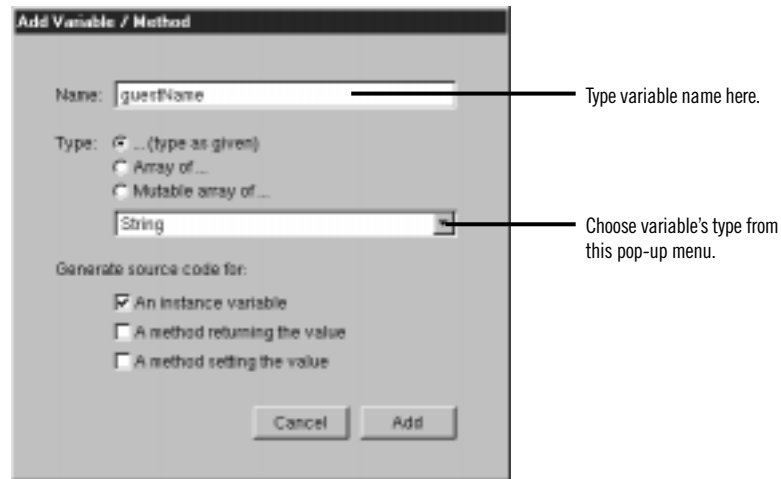 Add Variable / Method
Name: guestName
Type variable name here.
Type: ... (type as given)
Array of ...
Mutable array of ...
String
Choose variable's type from
this pop-up menu.
Generate source code for:
An instance variable
A method returning the value
A method setting the value
Cancel Add